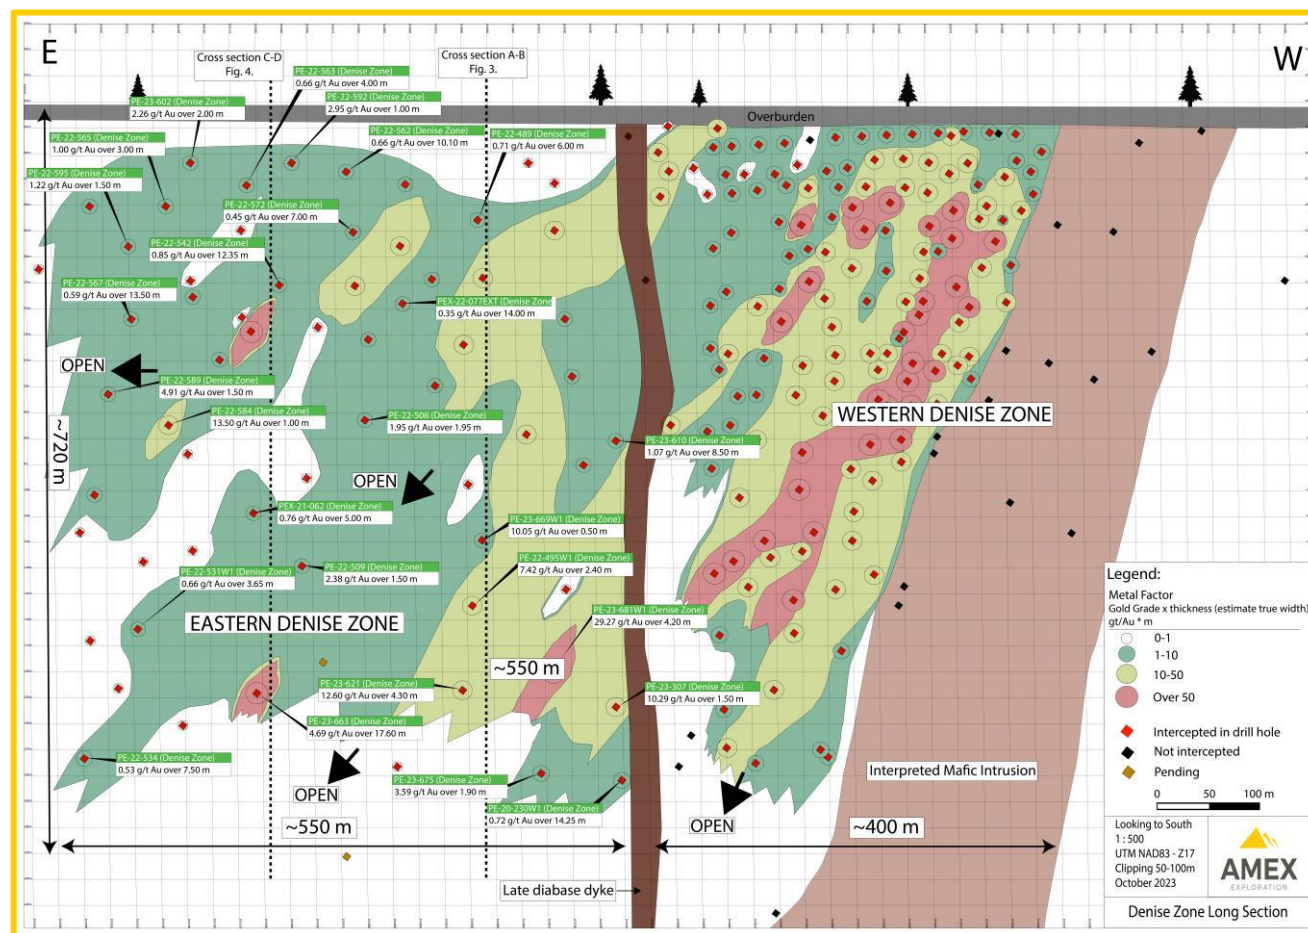 E
W
Cross section C-D
Fig. 4.
Cross section A-B
Fig. 3.
PE-22-563 (Denise Zone)
0.66 g/t Au over 4.00 m
PE-23-602 (Denise Zone)
2.26 g/t Au over 2.00 m
PE-22-592 (Denise Zone)
2.95 g/t Au over 1.00 m
Overburden
PE-22-565 (Denise Zone)
1.00 g/t Au over 3.00 m
PE-22-562 (Denise Zone)
0.66 g/t Au over 10.10 m
PE-22-489 (Denise Zone)
0.71 g/t Au over 6.00 m
PE-22-595 (Denise Zone)
1.22 g/t Au over 1.50 m
PE-22-572 (Denise Zone)
0.45 g/t Au over 7.00 m
PE-22-542 (Denise Zone)
0.85 g/t Au over 12.35 m
PE-22-567 (Denise Zone)
0.59 g/t Au over 13.50 m
PEX-22-077EXT (Denise Zone
0.35 g/t Au over 14.00 m
OPEN
PE-22-589 (Denise Zone)
4.91 g/t Au over 1.50 m
PE-22-584 (Denise Zone)
13.50 g/t Au over 1.00 m
PE-22-506 (Denise Zone)
1.95 g/t Au over 1.95 m
WESTERN DENISE ZONE
~720 m
PE-23-610 (Denise Zone)
1.07 g/t Au over 8.50 m
OPEN
PEX-21-062 (Denise Zone)
0.76 g/t Au over 5.00 m
PE-23-669W1 (Denise Zone)
10.05 g/t Au over 0.50 m
PE-22-495W1 (Denise Zone)
7.42 g/t Au over 2.40 m
PE-22-509 (Denise Zone)
2.38 g/t Au over 1.50 m
PE-22-531W1 (Denise Zone)
0.66 g/t Au over 3.65 m
PE-23-681W1 (Denise Zone)
29.27 g/t Au over 4.20 m
EASTERN DENISE ZONE
~550 m
PE-23-621 (Denise Zone)
12.60 g/t Au over 4.30 m
PE-23-307 (Denise Zone)
10.29 g/t Au over 1.50 m
PE-23-663 (Denise Zone)
4.69 g/t Au over 17.60 m
PE-22-534 (Denise Zone)
0.53 g/t Au over 7.50 m
PE-23-675 (Denise Zone)
3.59 g/t Au over 1.90 m
Interpreted Mafic Intrusion
OPEN
PE-20-230W1 (Denise Zone)
0.72 g/t Au over 14.25 m
OPEN
~550 m
~400 m
Late diabase dyke
Legend:
Metal Factor
Gold Grade x thickness (estimate true width)
gt/Au * m
0-1
1-10
10-50
Over 50
Intercepted in drill hole
Not intercepted
Pending
0 50 100 m
Looking to South
1 : 500
UTM NAD83 - Z17
Clipping 50-100m
October 2023
AMEX
EXPLORATION
Denise Zone Long Section